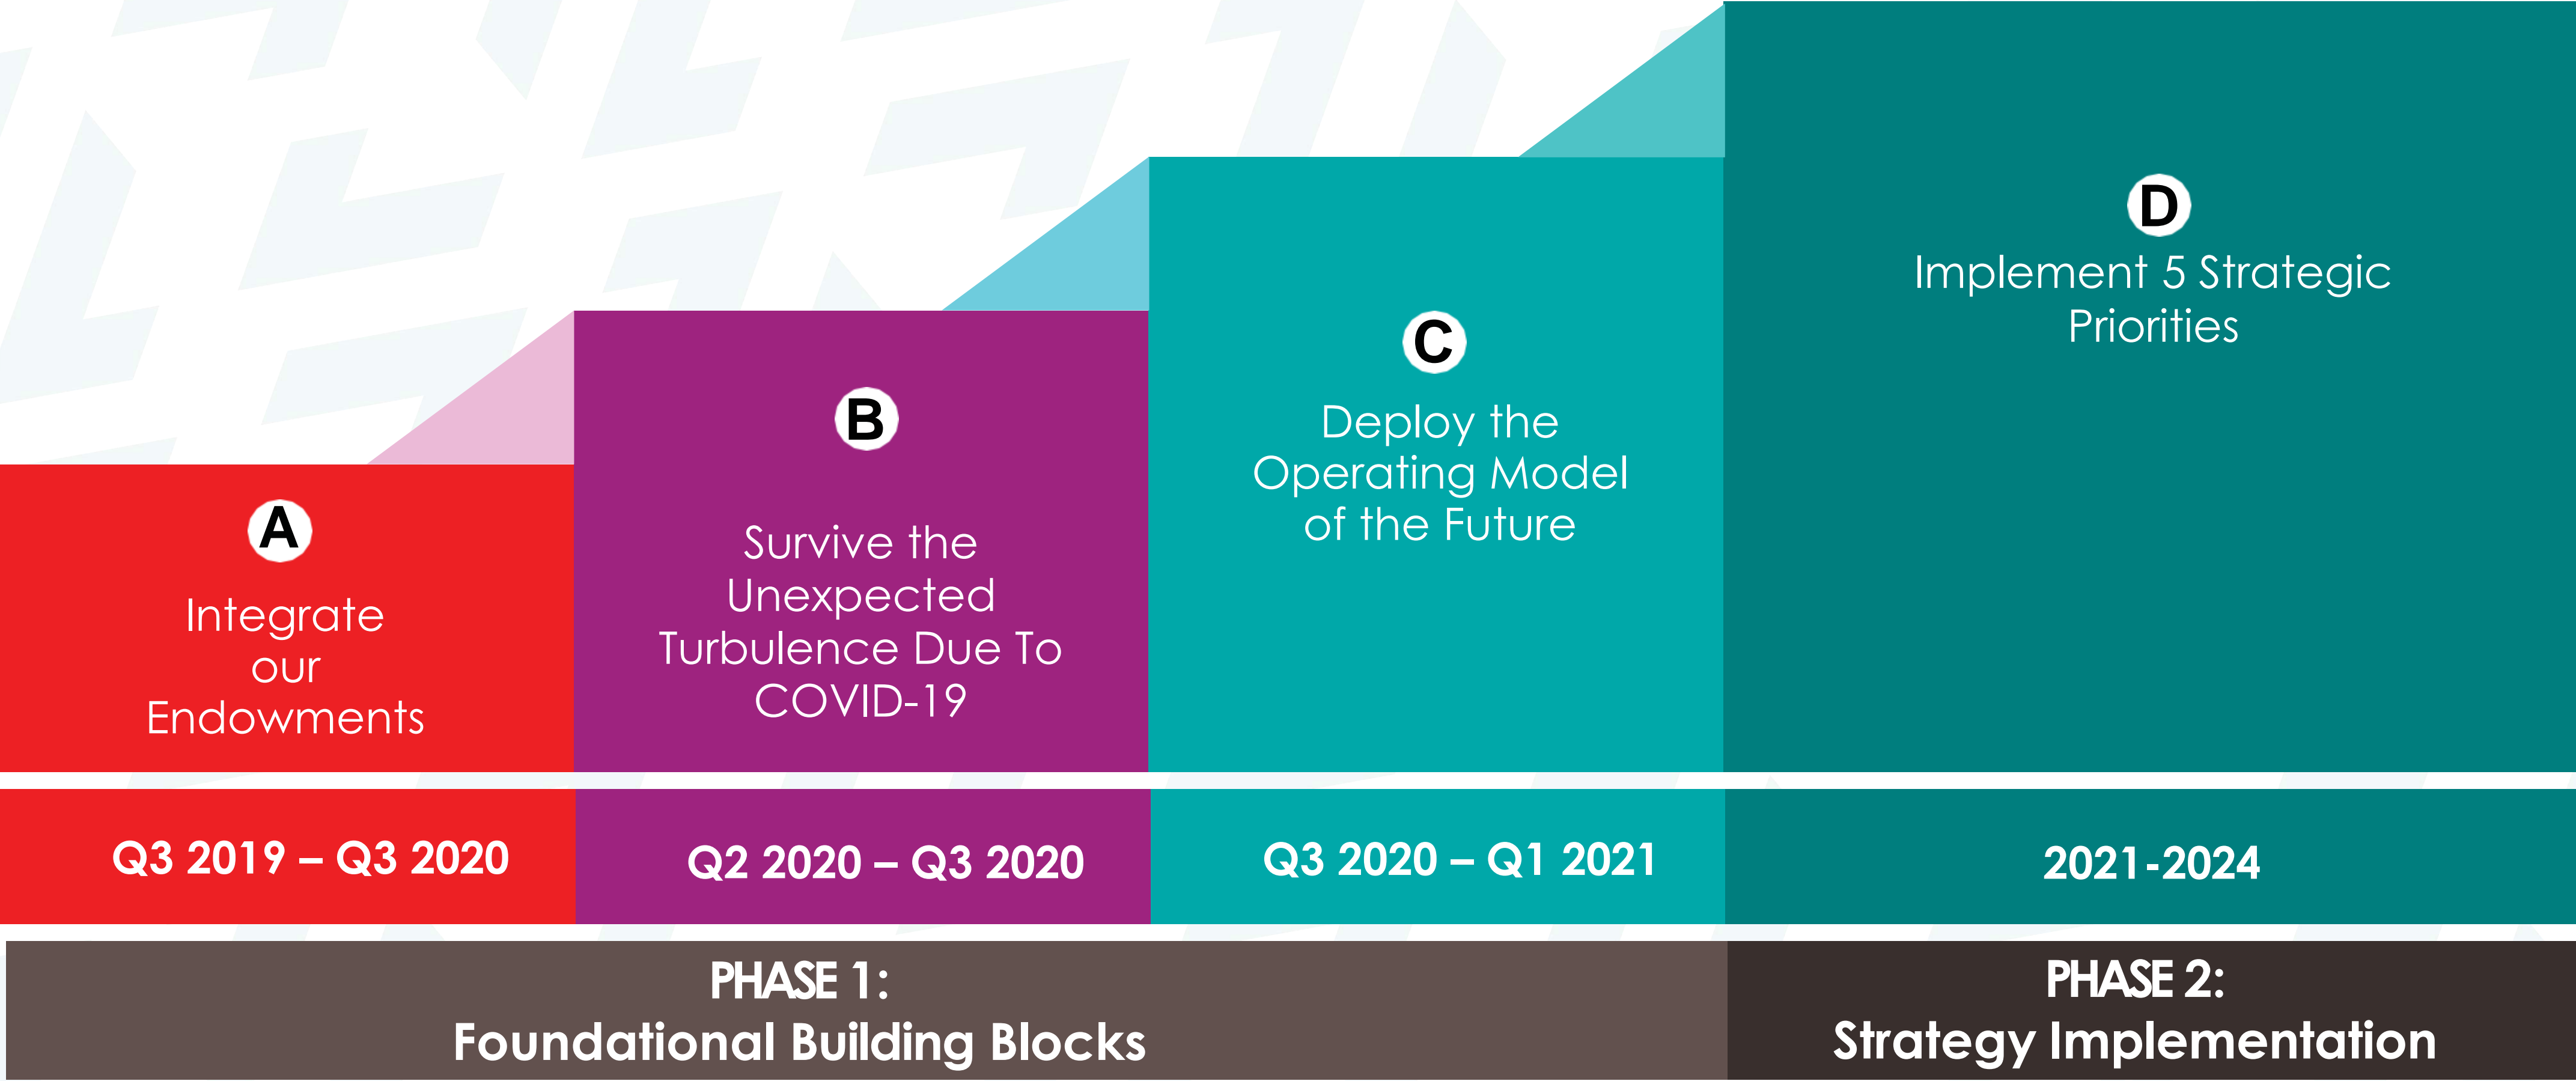 A
Integrate
our
Endowments
B
Survive the
Unexpected
Turbulence Due To
COVID-19
C
Deploy the
Operating Model
of the Future
D
Implement 5 Strategic
Priorities
Q3 2019 – Q3 2020
Q2 2020 – Q3 2020
Q3 2020 – Q1 2021
2021-2024
PHASE 1:
Foundational Building Blocks
PHASE 2:
Strategy Implementation